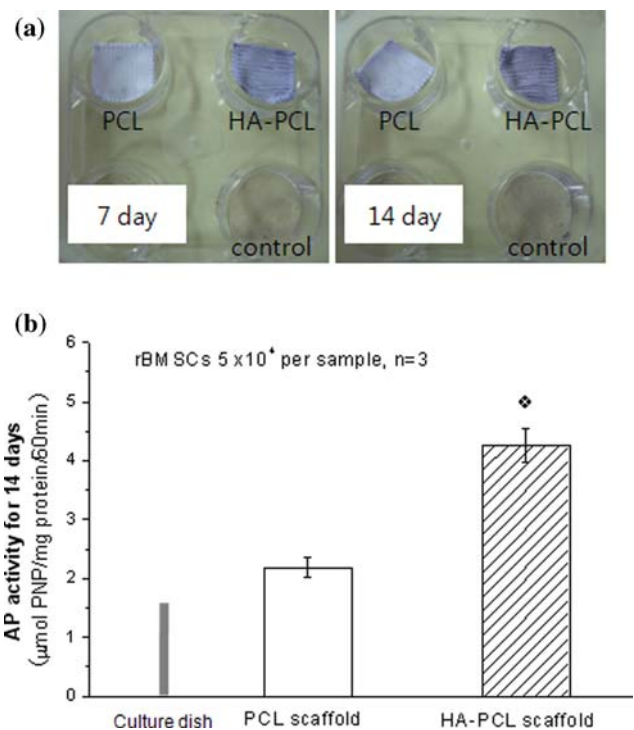 (a)
PCL HA-PCL
7 day
control
PCL HA-PCL
14 day
control
(b)
AP activity for 14 days
(μmol PNP/mg protein/60min)
6
5
4
3
2
1
0
rBMSCs 5 x10⁴ per sample, n=3
Culture dish PCL scaffold HA-PCL scaffold